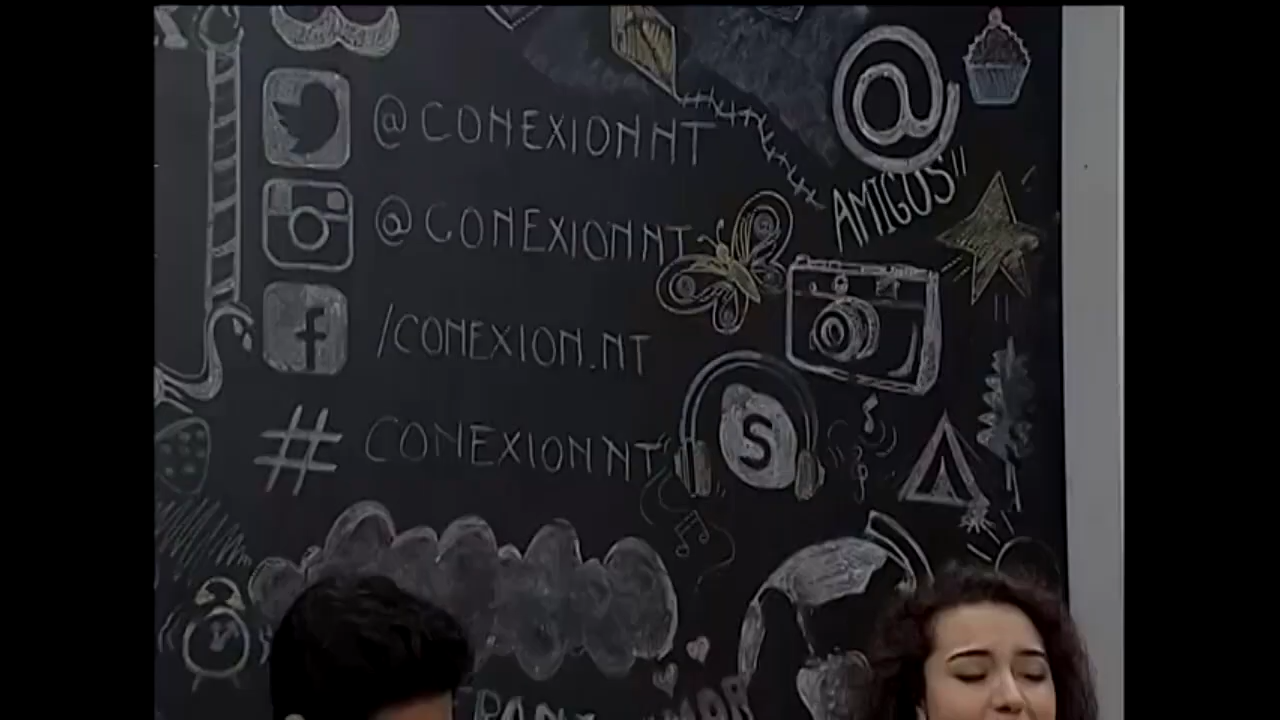 @CONEXIONNT
@
AMIGOS"
@CONEXIONNT
f /CONEXION.NT
S
# CONEXIONNT